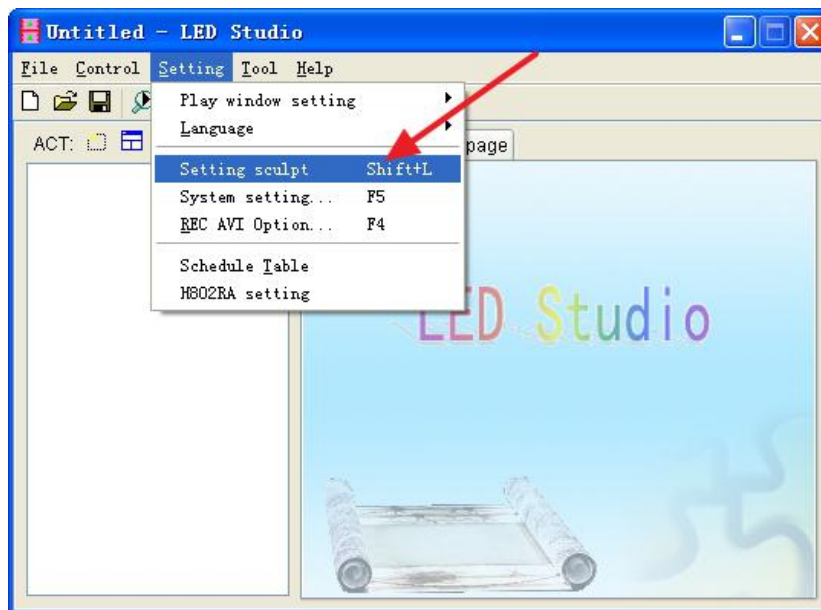 Untitled - LED Studio
File Control Setting Tool Help
Play window setting
Language
ACT:
page
Setting sculpt Shift+L
System setting... F5
REC AVI Option... F4
Schedule Table
H802RA setting
LED Studio